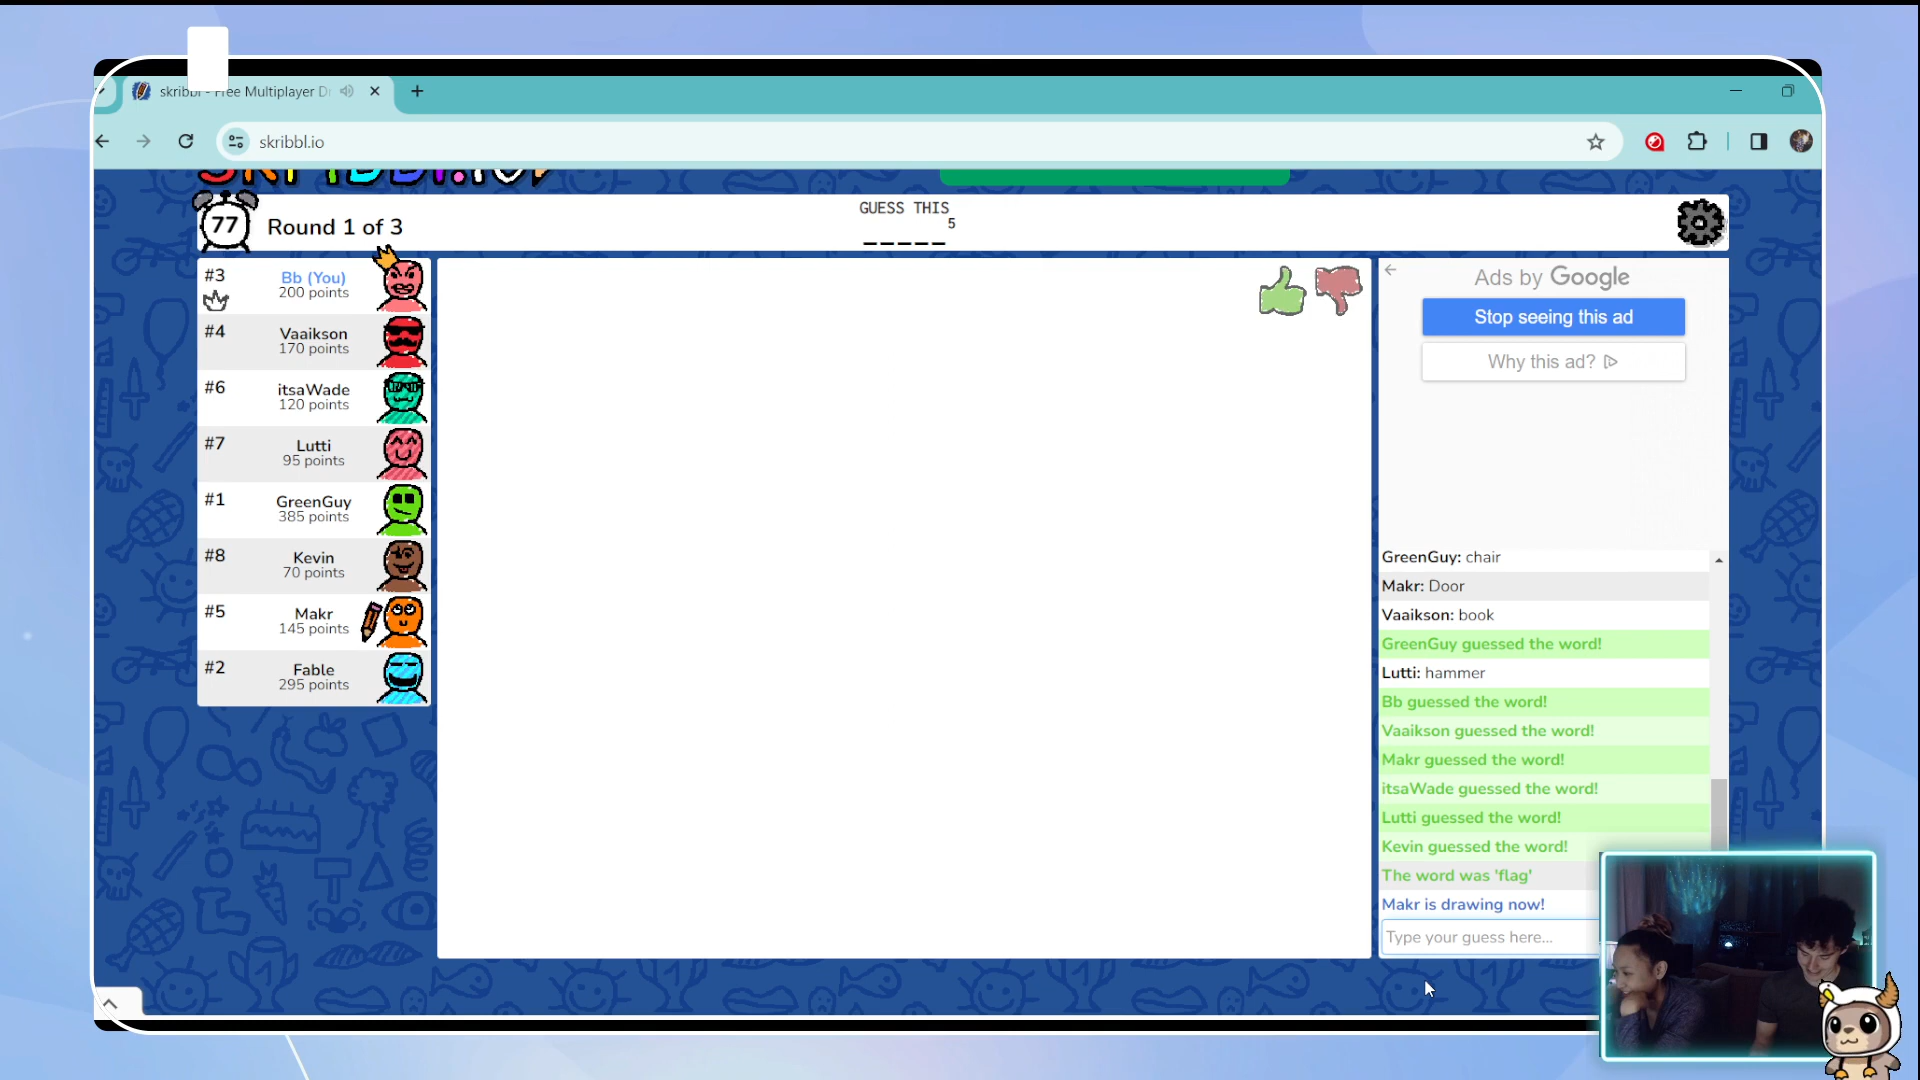 skribbl - Free Multiplayer Dr
skribbl.io
skribbl.io
77
Round 1 of 3
GUESS THIS
5
_____
#3
Bb (You)
200 points
#4
Vaaikson
170 points
#6
itsaWade
120 points
#7
Lutti
95 points
#1
GreenGuy
385 points
#8
Kevin
70 points
#5
Makr
145 points
#2
Fable
295 points
Ads by Google
Stop seeing this ad
Why this ad?
GreenGuy: chair
Makr: Door
Vaaikson: book
GreenGuy guessed the word!
Lutti: hammer
Bb guessed the word!
Vaaikson guessed the word!
Makr guessed the word!
itsaWade guessed the word!
Lutti guessed the word!
Kevin guessed the word!
The word was 'flag'
Makr is drawing now!
Type your guess here...